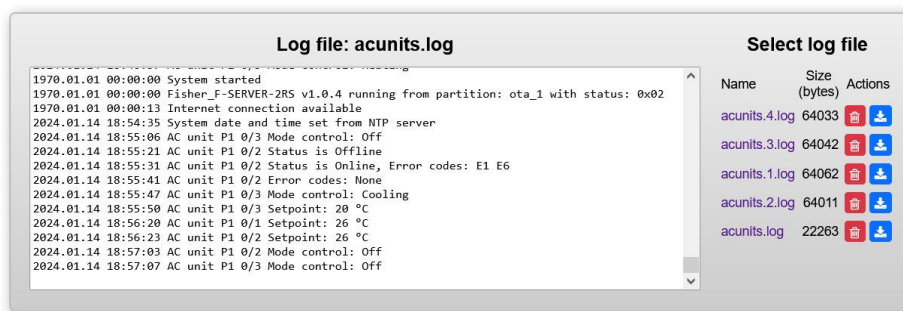 Log file: acunits.log
1970.01.01 00:00:00 System started
1970.01.01 00:00:00 Fisher_F-SERVER-2RS v1.0.4 running from partition: ota_1 with status: 0x02
1970.01.01 00:00:13 Internet connection available
2024.01.14 18:54:35 System date and time set from NTP server
2024.01.14 18:55:06 AC unit P1 0/3 Mode control: Off
2024.01.14 18:55:21 AC unit P1 0/2 Status is Offline
2024.01.14 18:55:31 AC unit P1 0/2 Status is Online, Error codes: E1 E6
2024.01.14 18:55:41 AC unit P1 0/2 Error codes: None
2024.01.14 18:55:47 AC unit P1 0/3 Mode control: Cooling
2024.01.14 18:55:50 AC unit P1 0/3 Setpoint: 20 °C
2024.01.14 18:56:20 AC unit P1 0/1 Setpoint: 26 °C
2024.01.14 18:56:23 AC unit P1 0/2 Setpoint: 26 °C
2024.01.14 18:57:03 AC unit P1 0/2 Mode control: Off
2024.01.14 18:57:07 AC unit P1 0/3 Mode control: Off
Select log file
Name Size (bytes) Actions
acunits.4.log 64033
acunits.3.log 64042
acunits.1.log 64062
acunits.2.log 64011
acunits.log 22263